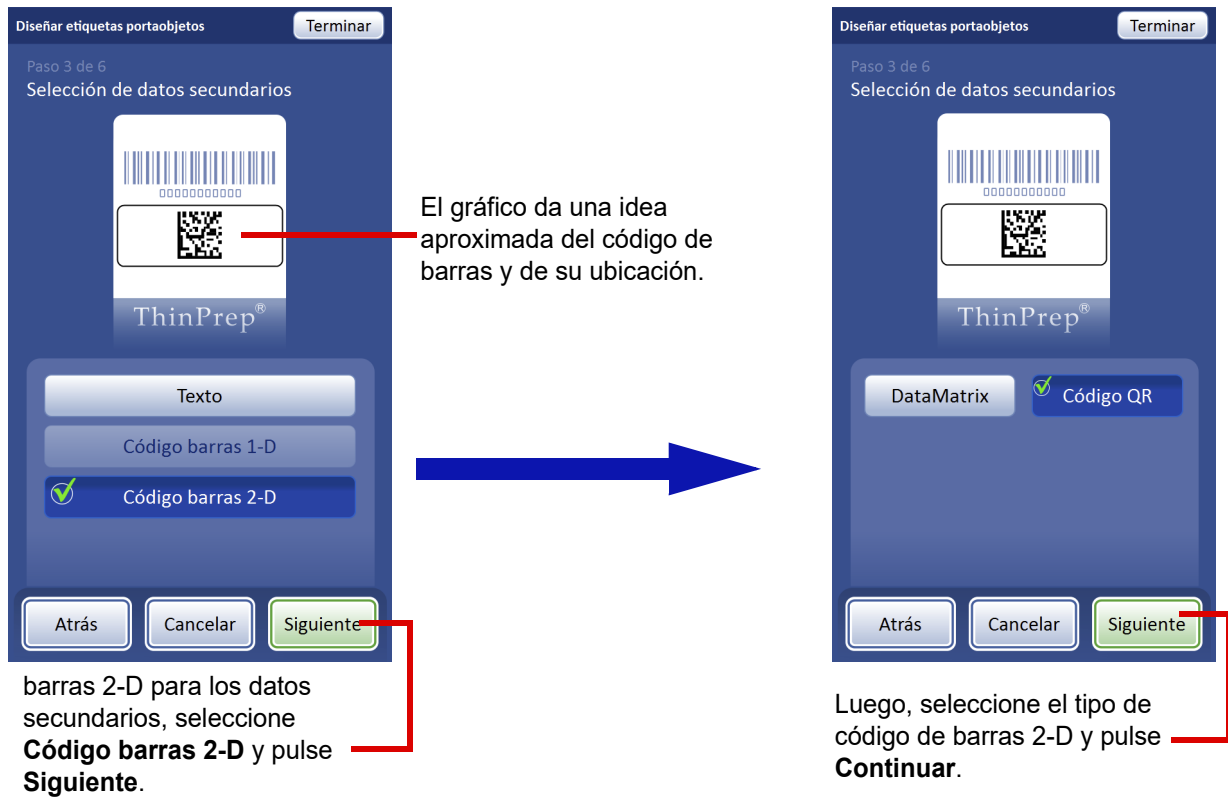 Diseñar etiquetas portaobjetos
Terminar
Paso 3 de 6
Selección de datos secundarios
ThinPrep®
Texto
Código barras 1-D
Código barras 2-D
Atrás
Cancelar
Siguiente
El gráfico da una idea
aproximada del código de
barras y de su ubicación.
barras 2-D para los datos
secundarios, seleccione
Código barras 2-D y pulse
Siguiente.
Diseñar etiquetas portaobjetos
Terminar
Paso 3 de 6
Selección de datos secundarios
ThinPrep®
DataMatrix
Código QR
Atrás
Cancelar
Siguiente
Luego, seleccione el tipo de
código de barras 2-D y pulse
Continuar.